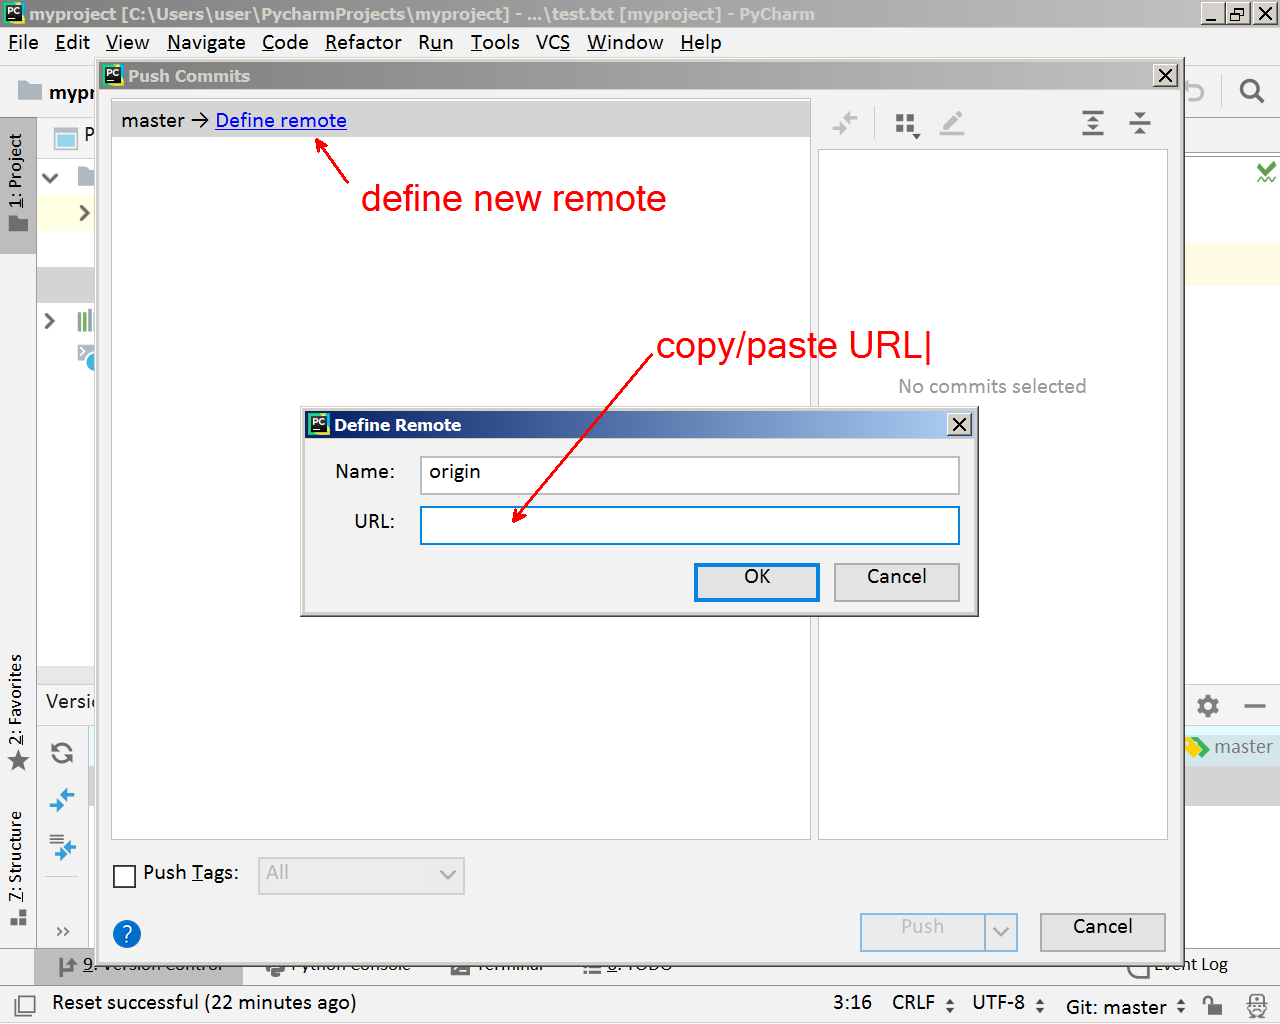 myproject [C:\Users\user\PycharmProjects\myproject] - ...\test.txt [myproject] - PyCharm
File Edit View Navigate Code Refactor Run Tools VCS Window Help
Push Commits
master → Define remote
define new remote
1: Project
copy/paste URL|
No commits selected
Define Remote
Name: origin
URL:
OK Cancel
2: Favorites
master
7: Structure
Push Tags: All
? Push Cancel
9: Version Control Python Console Terminal 6: TODO Event Log
Reset successful (22 minutes ago) 3:16 CRLF UTF-8 Git: master